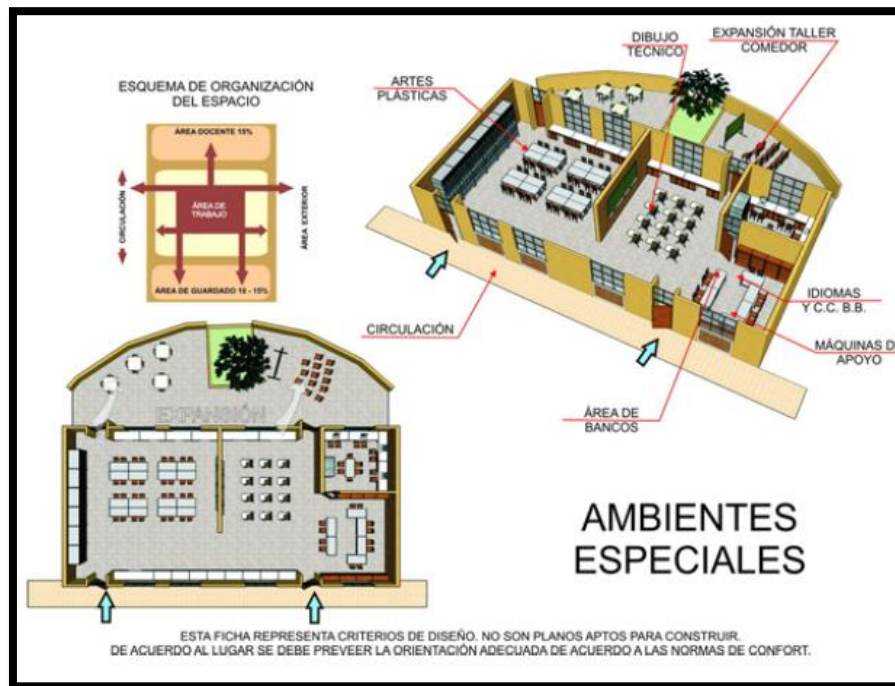 ESQUEMA DE ORGANIZACIÓN
DEL ESPACIO
ÁREA DOCENTE 15%
CIRCULACIÓN
ÁREA DE
TRABAJO
ÁREA EXTERIOR
ÁREA DE GUARDADO 10 - 15%
ARTES
PLÁSTICAS
DIBUJO
TÉCNICO
EXPANSIÓN TALLER
COMEDOR
CIRCULACIÓN
IDIOMAS
Y C.C. B.B.
MÁQUINAS D
APOYO
ÁREA DE
BANCOS
EXPANSIÓN
AMBIENTES
ESPECIALES
ESTA FICHA REPRESENTA CRITERIOS DE DISEÑO. NO SON PLANOS APTOS PARA CONSTRUIR.
DE ACUERDO AL LUGAR SE DEBE PREVEER LA ORIENTACIÓN ADECUADA DE ACUERDO A LAS NORMAS DE CONFORT.